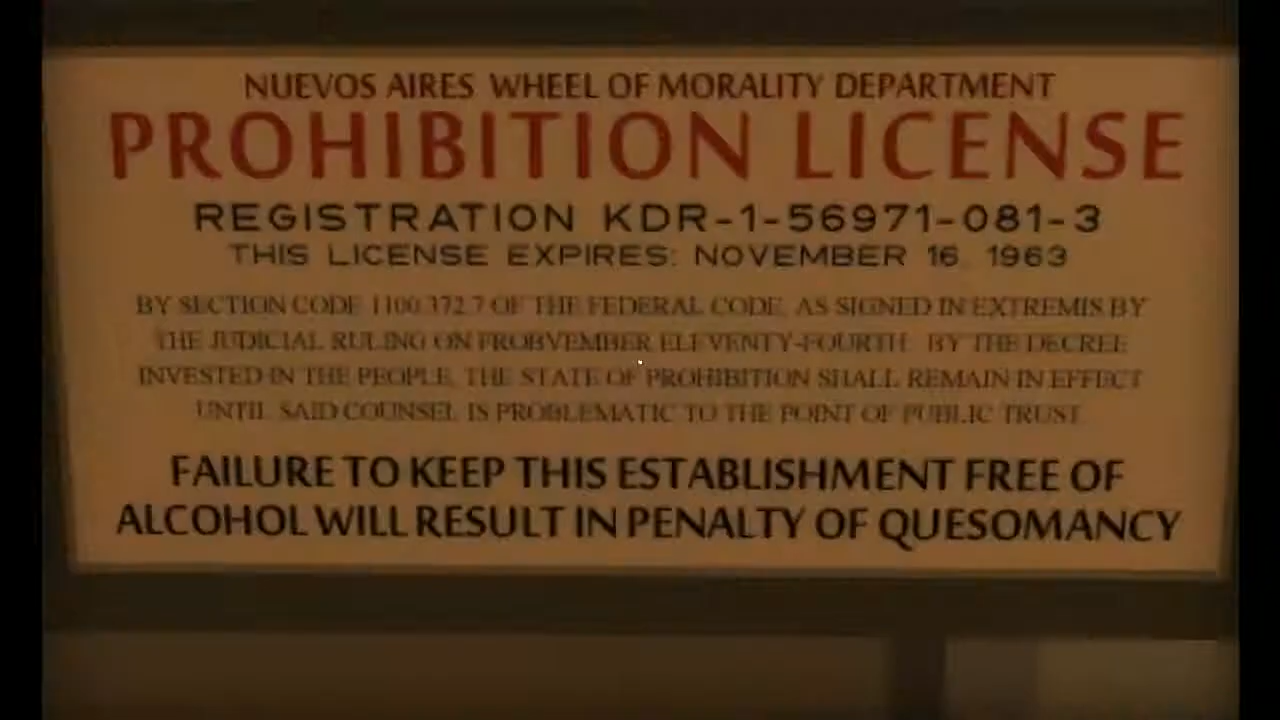 NUEVOS AIRES WHEEL OF MORALITY DEPARTMENT
PROHIBITION LICENSE
REGISTRATION KDR-1-56971-081-3
THIS LICENSE EXPIRES: NOVEMBER 16, 1963
BY SECTION CODE 1100.372.7 OF THE FEDERAL CODE, AS SIGNED IN EXTREMIS BY
THE JUDICIAL RULING ON FROBVEMBER ELEVENTY-FOURTH. BY THE DECREE
INVESTED IN THE PEOPLE, THE STATE OF PROHIBITION SHALL REMAIN IN EFFECT
UNTIL SAID COUNSEL IS PROBLEMATIC TO THE POINT OF PUBLIC TRUST.
FAILURE TO KEEP THIS ESTABLISHMENT FREE OF
ALCOHOL WILL RESULT IN PENALTY OF QUESOMANCY